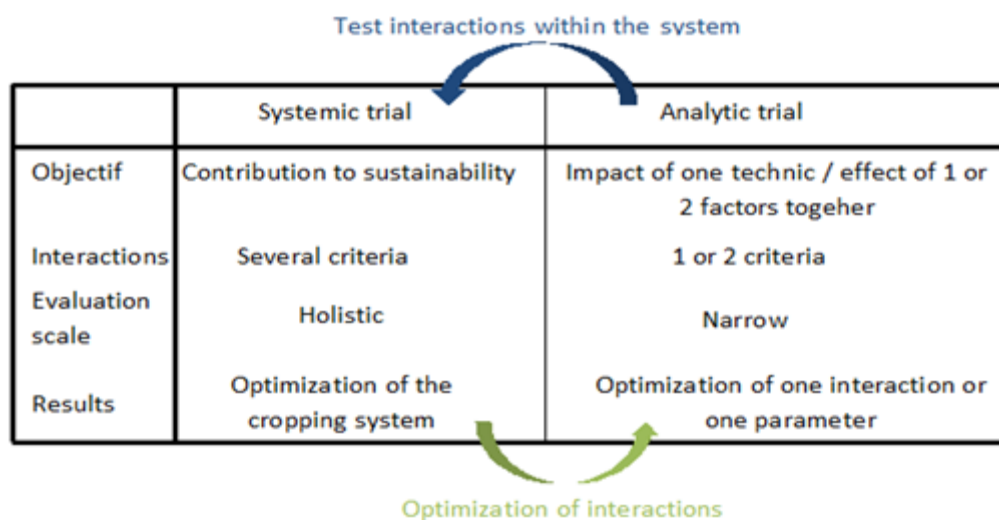 Test interactions within the system
Systemic trial
Analytic trial
Objectif
Contribution to sustainability
Impact of one technic / effect of 1 or
2 factors togeher
Interactions
Several criteria
1 or 2 criteria
Evaluation
scale
Holistic
Narrow
Results
Optimization of the
cropping system
Optimization of one interaction or
one parameter
Optimization of interactions